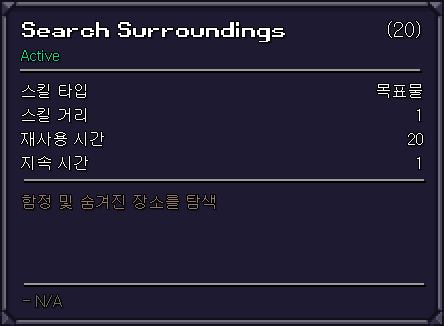 Search Surroundings (20)
Active
스킬 타입 목표물
스킬 거리 1
재사용 시간 20
지속 시간 1
함정 및 숨겨진 장소를 탐색
- N/A